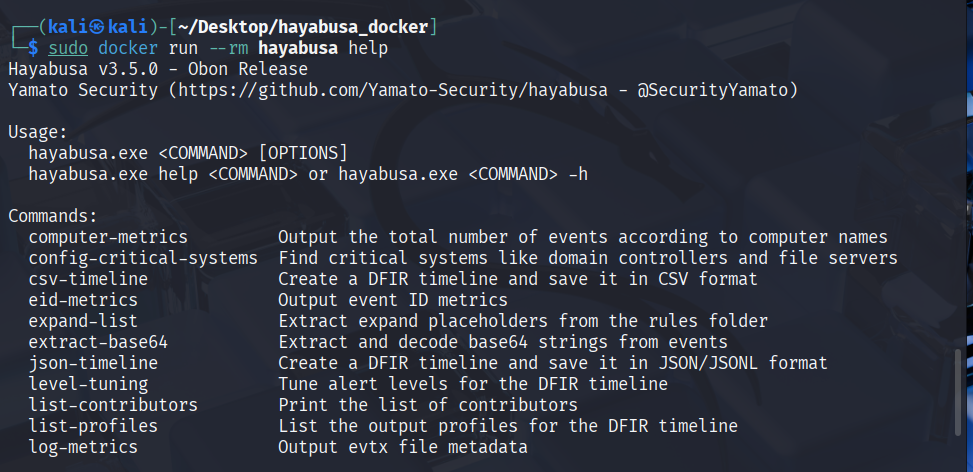 ┌──(kali㉿kali)-[~/Desktop/hayabusa_docker]
└─$ sudo docker run --rm hayabusa help
Hayabusa v3.5.0 - Obon Release
Yamato Security (https://github.com/Yamato-Security/hayabusa - @SecurityYamato)

Usage:
  hayabusa.exe <COMMAND> [OPTIONS]
  hayabusa.exe help <COMMAND> or hayabusa.exe <COMMAND> -h

Commands:
  computer-metrics         Output the total number of events according to computer names
  config-critical-systems  Find critical systems like domain controllers and file servers
  csv-timeline             Create a DFIR timeline and save it in CSV format
  eid-metrics              Output event ID metrics
  expand-list              Extract expand placeholders from the rules folder
  extract-base64           Extract and decode base64 strings from events
  json-timeline            Create a DFIR timeline and save it in JSON/JSONL format
  level-tuning             Tune alert levels for the DFIR timeline
  list-contributors        Print the list of contributors
  list-profiles            List the output profiles for the DFIR timeline
  log-metrics              Output evtx file metadata